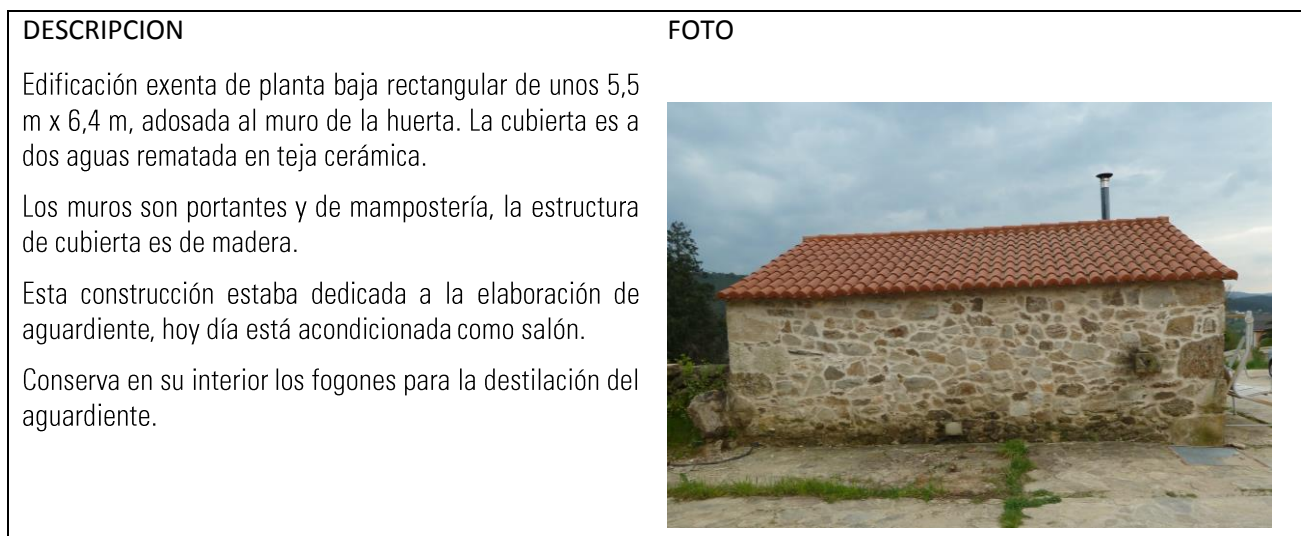 DESCRIPCION
FOTO
Edificación exenta de planta baja rectangular de unos 5,5
m x 6,4 m, adosada al muro de la huerta. La cubierta es a
dos aguas rematada en teja cerámica.
Los muros son portantes y de mampostería, la estructura
de cubierta es de madera.
Esta construcción estaba dedicada a la elaboración de
aguardiente, hoy día está acondicionada como salón.
Conserva en su interior los fogones para la destilación del
aguardiente.